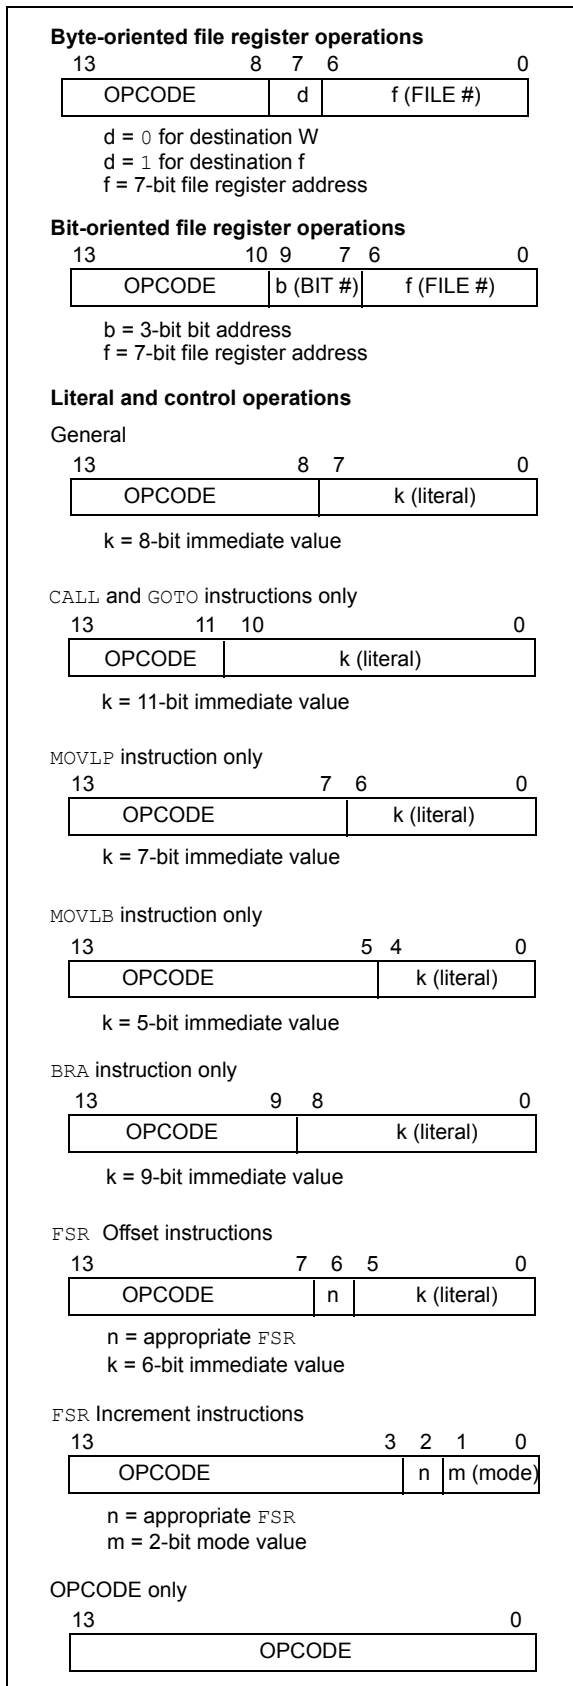 Byte-oriented file register operations
13 8 7 6 0
OPCODE d f (FILE #)
d = 0 for destination W
d = 1 for destination f
f = 7-bit file register address
Bit-oriented file register operations
13 10 9 7 6 0
OPCODE b (BIT #) f (FILE #)
b = 3-bit bit address
f = 7-bit file register address
Literal and control operations
General
13 8 7 0
OPCODE k (literal)
k = 8-bit immediate value
CALL and GOTO instructions only
13 11 10 0
OPCODE k (literal)
k = 11-bit immediate value
MOVLP instruction only
13 7 6 0
OPCODE k (literal)
k = 7-bit immediate value
MOVLB instruction only
13 5 4 0
OPCODE k (literal)
k = 5-bit immediate value
BRA instruction only
13 9 8 0
OPCODE k (literal)
k = 9-bit immediate value
FSR Offset instructions
13 7 6 5 0
OPCODE n k (literal)
n = appropriate FSR
k = 6-bit immediate value
FSR Increment instructions
13 3 2 1 0
OPCODE n m (mode)
n = appropriate FSR
m = 2-bit mode value
OPCODE only
13 0
OPCODE